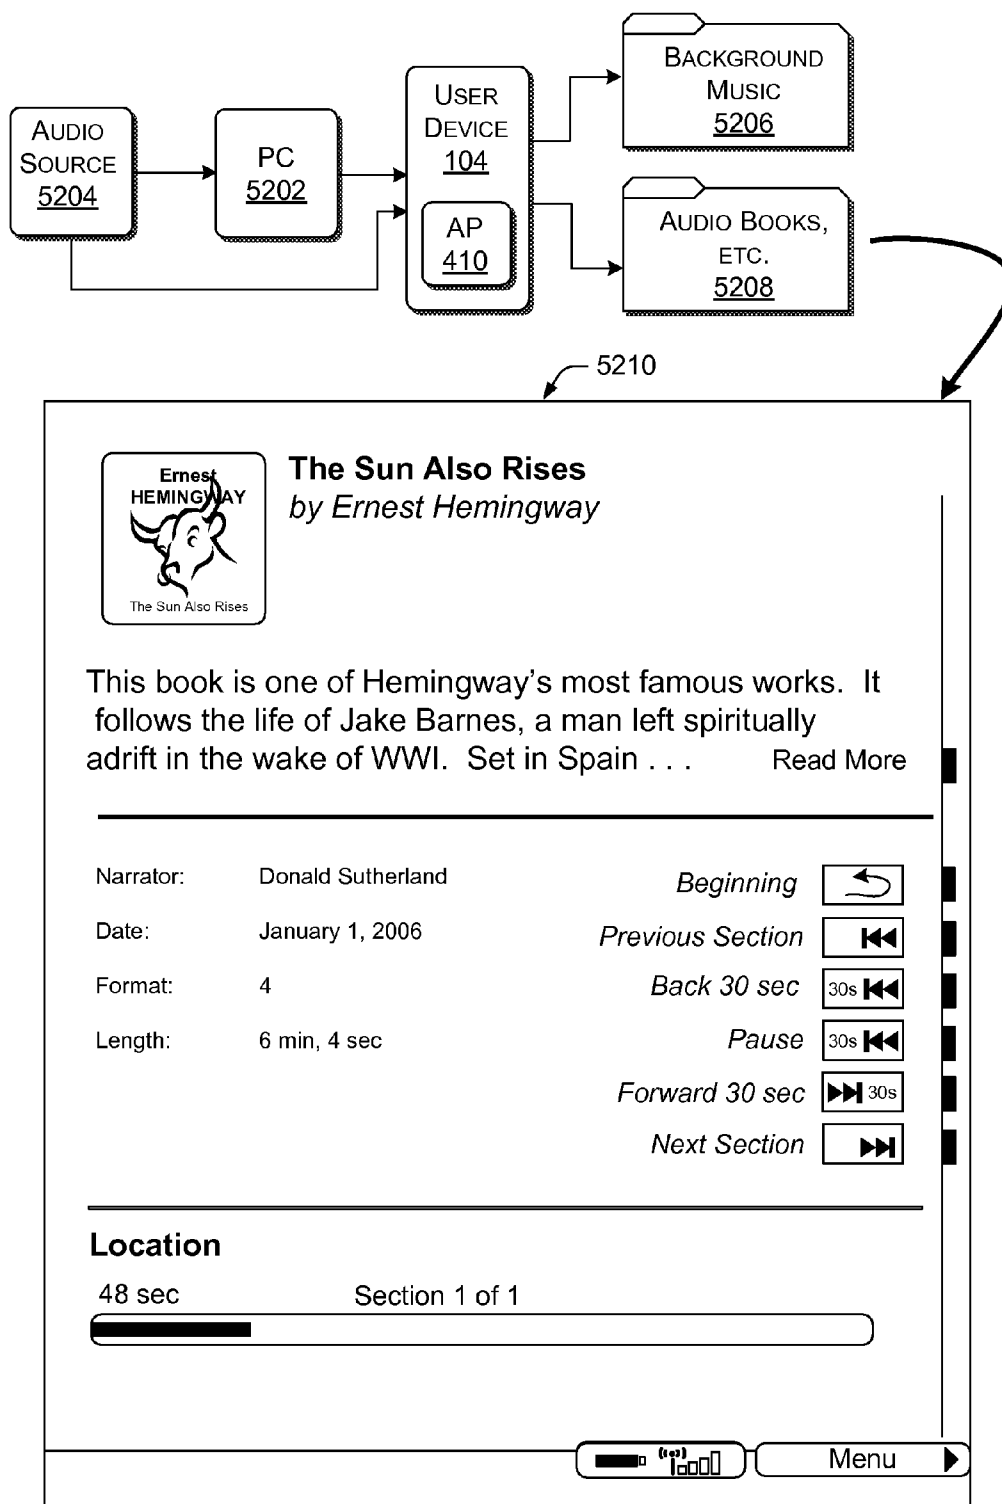 AUDIO
SOURCE
5204
PC
5202
USER
DEVICE
104
AP
410
BACKGROUND
MUSIC
5206
AUDIO BOOKS,
ETC.
5208
5210
Ernest
HEMINGWAY
The Sun Also Rises
The Sun Also Rises
by Ernest Hemingway
This book is one of Hemingway's most famous works. It
follows the life of Jake Barnes, a man left spiritually
adrift in the wake of WWI. Set in Spain . . . Read More
Narrator: Donald Sutherland
Date: January 1, 2006
Format: 4
Length: 6 min, 4 sec
Beginning
Previous Section
Back 30 sec 30s
Pause 30s
Forward 30 sec 30s
Next Section
Location
48 sec Section 1 of 1
Menu